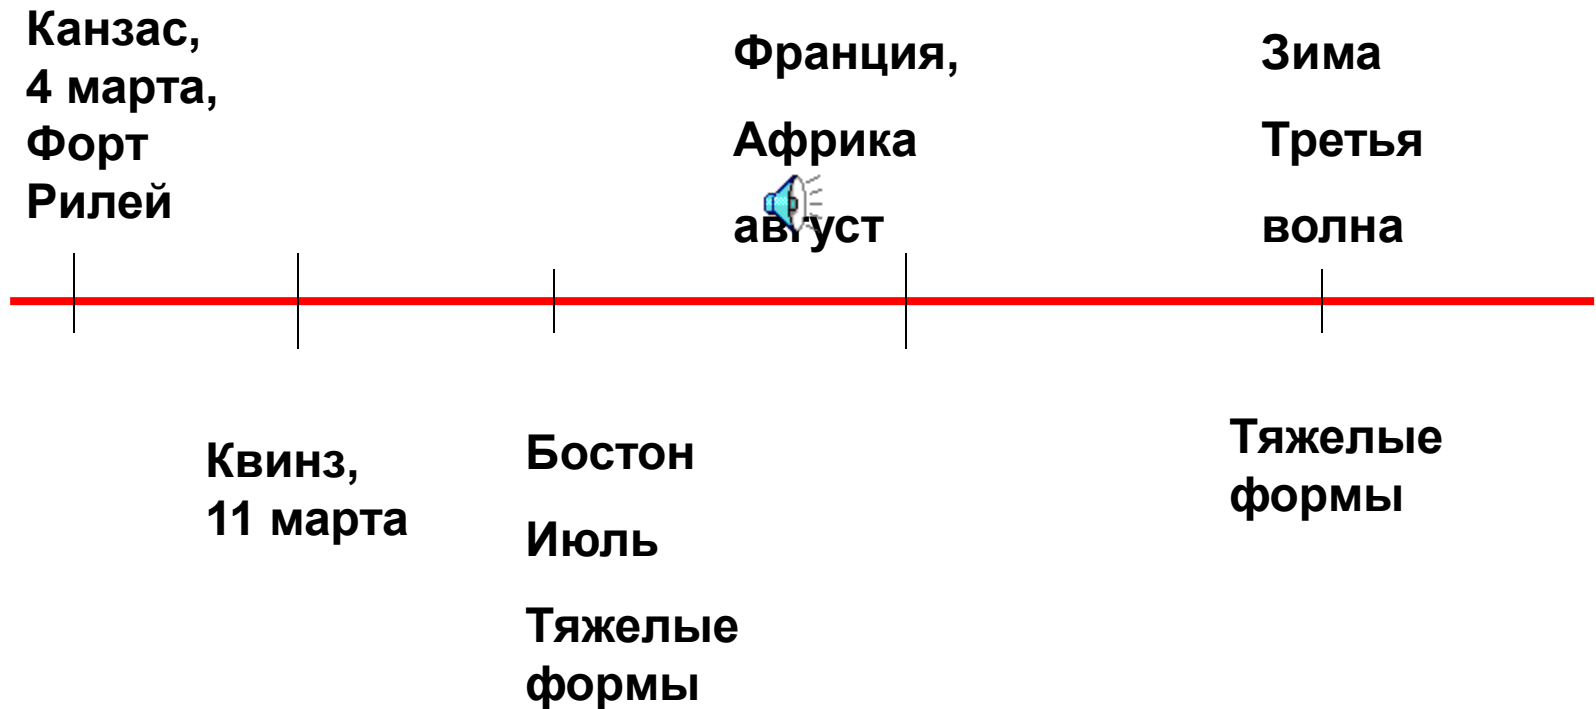 Канзас,
4 марта,
Форт
Рилей
Франция,
Африка
август
Зима
Третья
волна
Квинз,
11 марта
Бостон
Июль
Тяжелые
формы
Тяжелые
формы